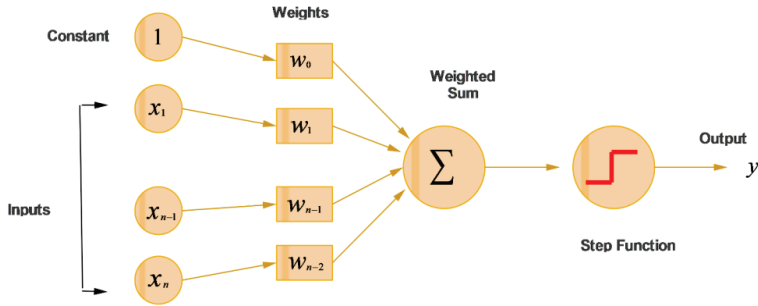 Weights
Constant
1
w₀
Weighted
Sum
x₁
w₁
Σ
Output
y
Inputs
xₙ₋₁
wₙ₋₁
Step Function
xₙ
wₙ₋₂